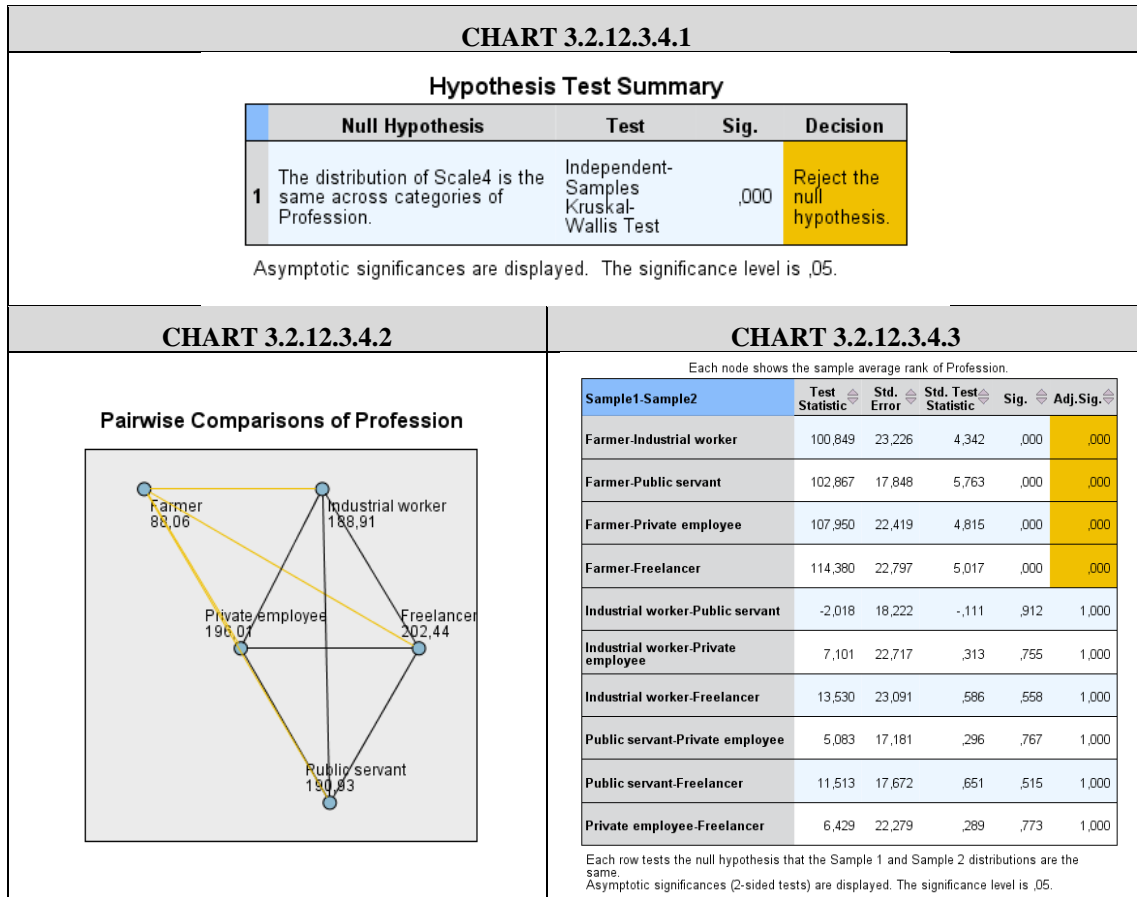 CHART 3.2.12.3.4.1
Hypothesis Test Summary
Null Hypothesis Test Sig. Decision
1 The distribution of Scale4 is the same across categories of Profession. Independent-Samples Kruskal-Wallis Test ,000 Reject the null hypothesis.
Asymptotic significances are displayed. The significance level is ,05.
CHART 3.2.12.3.4.2
Pairwise Comparisons of Profession
Farmer
88,06
Industrial worker
188,91
Private employee
196,01
Freelancer
202,44
Public servant
190,93
CHART 3.2.12.3.4.3
Each node shows the sample average rank of Profession.
Sample1-Sample2 Test Statistic Std. Error Std. Test Statistic Sig. Adj.Sig.
Farmer-Industrial worker 100,849 23,226 4,342 ,000 ,000
Farmer-Public servant 102,867 17,848 5,763 ,000 ,000
Farmer-Private employee 107,950 22,419 4,815 ,000 ,000
Farmer-Freelancer 114,380 22,797 5,017 ,000 ,000
Industrial worker-Public servant -2,018 18,222 -,111 ,912 1,000
Industrial worker-Private employee 7,101 22,717 ,313 ,755 1,000
Industrial worker-Freelancer 13,530 23,091 ,586 ,558 1,000
Public servant-Private employee 5,083 17,181 ,296 ,767 1,000
Public servant-Freelancer 11,513 17,672 ,651 ,515 1,000
Private employee-Freelancer 6,429 22,279 ,289 ,773 1,000
Each row tests the null hypothesis that the Sample 1 and Sample 2 distributions are the
same.
Asymptotic significances (2-sided tests) are displayed. The significance level is ,05.